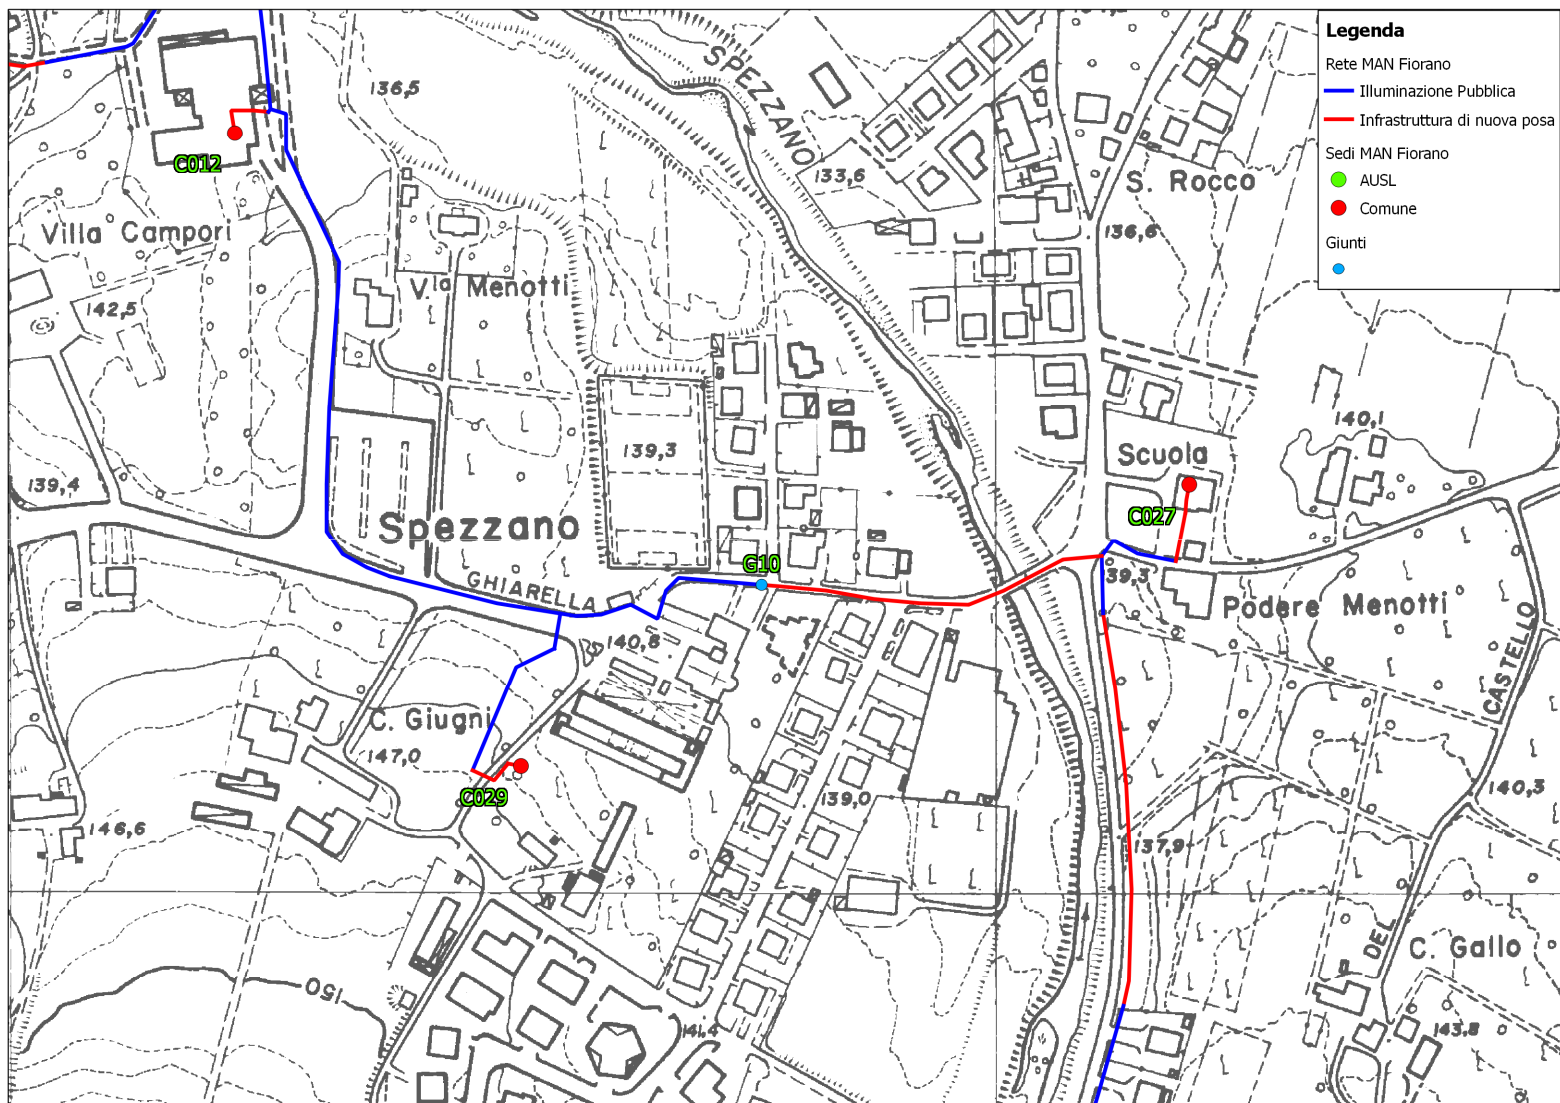 Legenda
Rete MAN Fiorano
Illuminazione Pubblica
Infrastruttura di nuova posa
Sedi MAN Fiorano
AUSL
Comune
Giunti
SPEZZANO
136,5
C012
133,6
S. Rocco
136,6
Villa Campori
V.la Menotti
142,5
140,1
139,3
Scuola
139,4
C027
Spezzano
G10
GHIARELLA
139,3
Podere Menotti
140,8
CASTELLO
C. Giugni
147,0
C029
139,0
140,3
146,6
137,9
DEL
C. Gallo
150
141,4
143,8